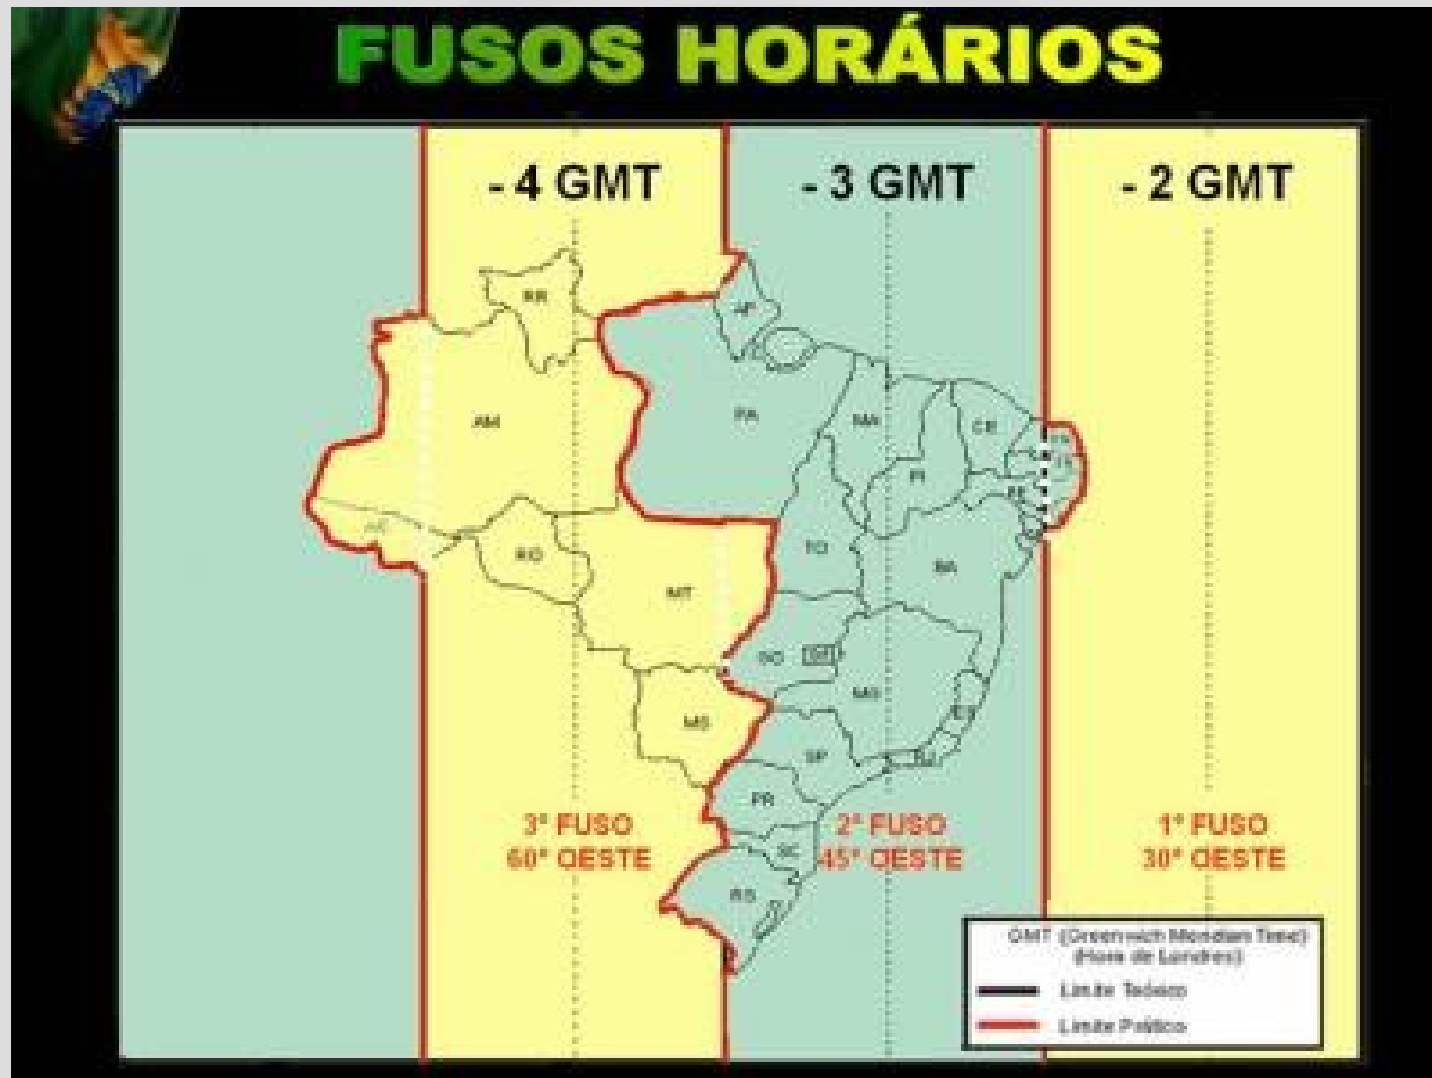 FUSOS HORÁRIOS
- 4 GMT
- 3 GMT
- 2 GMT
RR
AP
AM
PA
MA
CE
PI
PE
AC
RO
TO
BA
MT
GO
DF
MG
MS
ES
SP
RJ
PR
SC
RS
3° FUSO
60° OESTE
2° FUSO
45° OESTE
1° FUSO
30° OESTE
GMT (Greenwich Meridian Time)
(Hora de Londres)
Limite Teórico
Limite Político